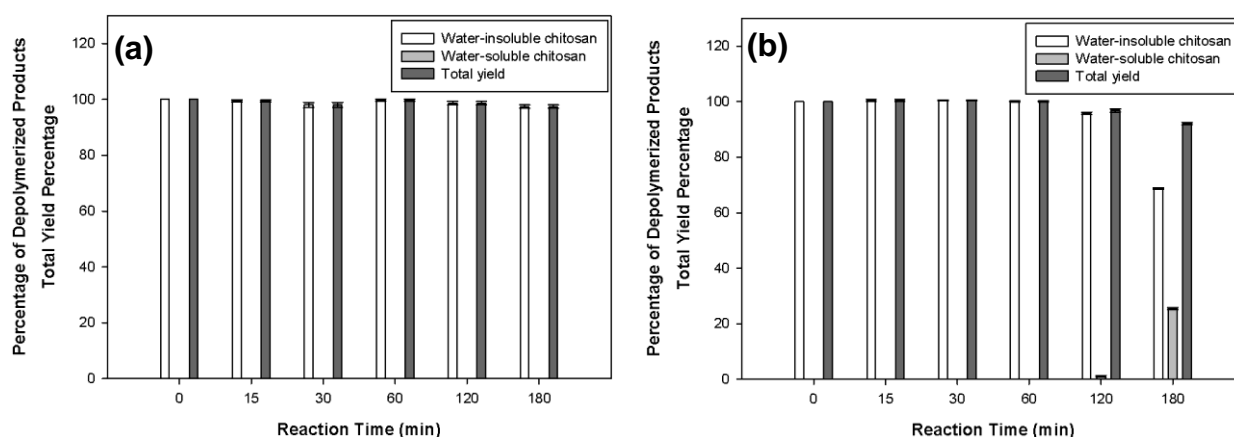 (a)
Water-insoluble chitosan
Water-soluble chitosan
Total yield
Percentage of Depolymerized Products
Total Yield Percentage
120
100
80
60
40
20
0
0 15 30 60 120 180
Reaction Time (min)
(b)
Water-insoluble chitosan
Water-soluble chitosan
Total yield
Percentage of Depolymerized Products
Total Yield Percentage
120
100
80
60
40
20
0
0 15 30 60 120 180
Reaction Time (min)